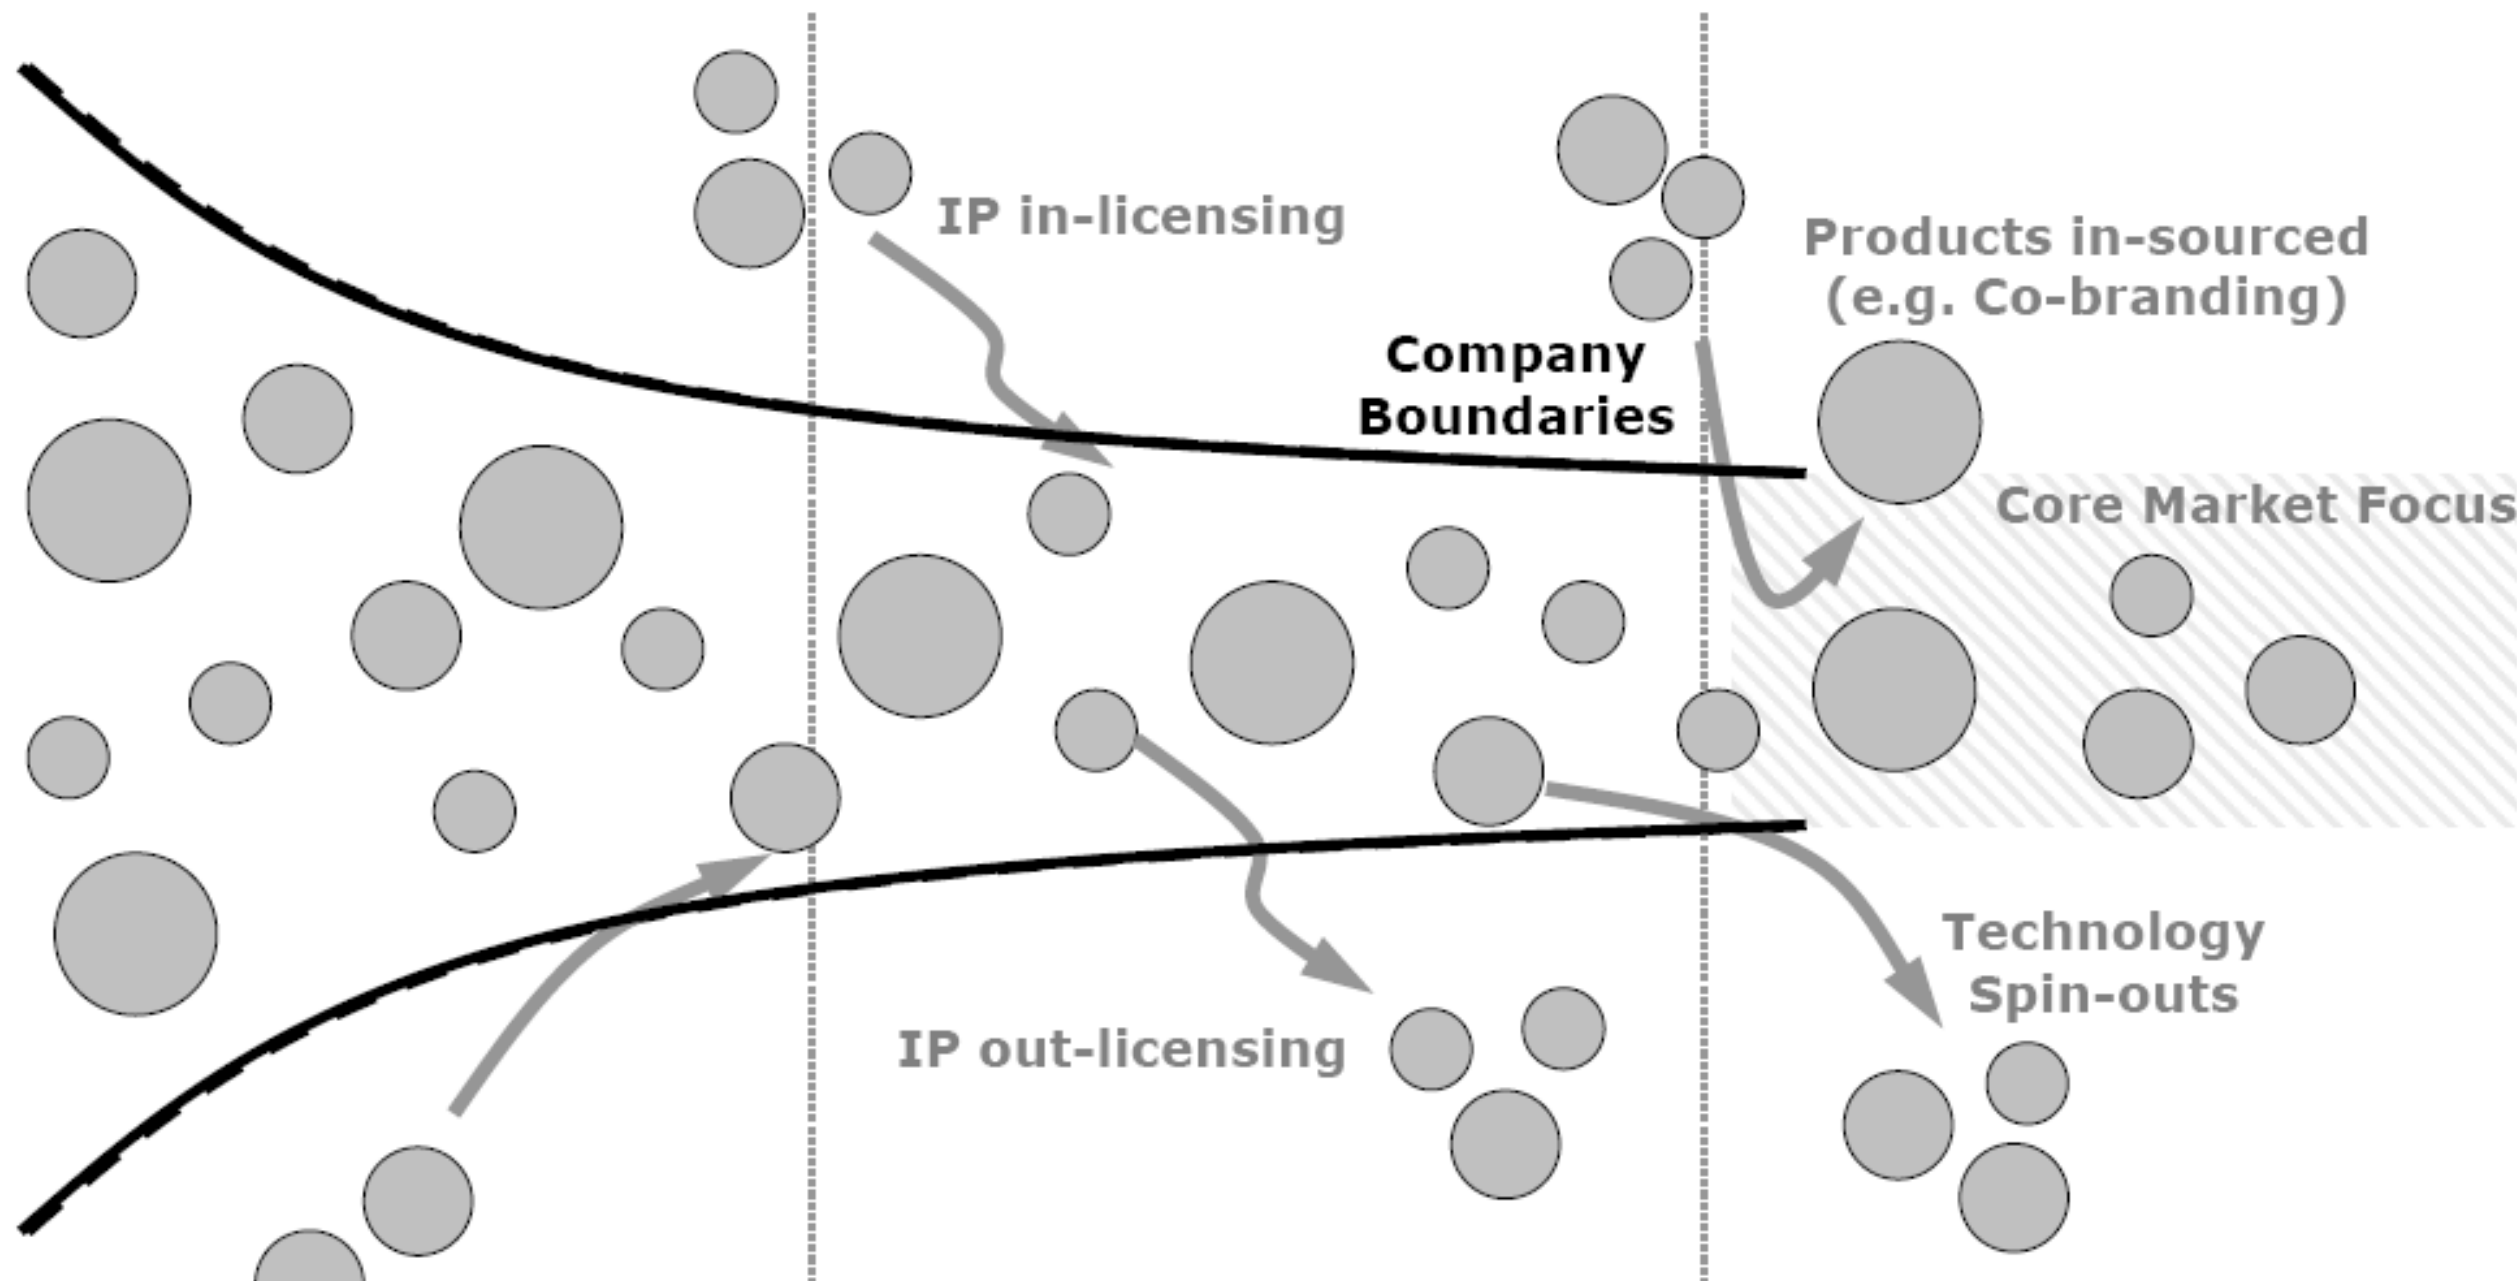 IP in-licensing
Products in-sourced
(e.g. Co-branding)
Company
Boundaries
Core Market Focus
Technology
Spin-outs
IP out-licensing